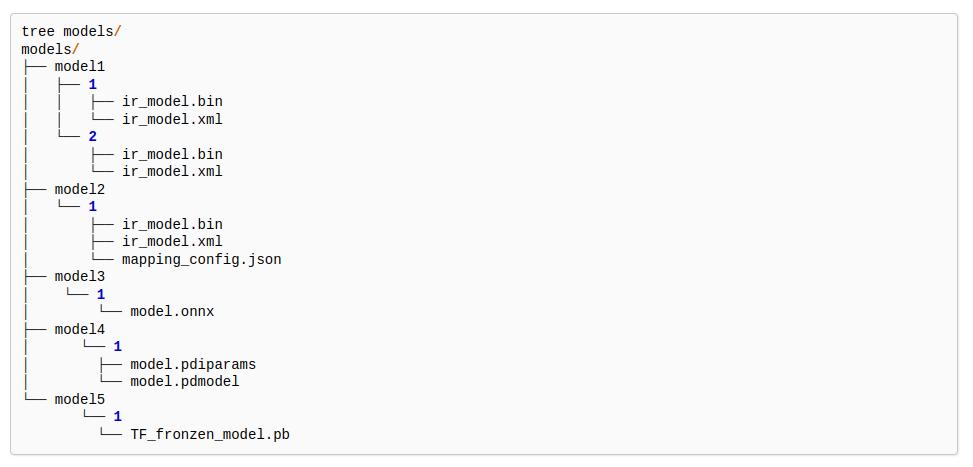 tree models/
models/
├── model1
│   ├── 1
│   │   ├── ir_model.bin
│   │   └── ir_model.xml
│   └── 2
│       ├── ir_model.bin
│       └── ir_model.xml
├── model2
│   └── 1
│       ├── ir_model.bin
│       ├── ir_model.xml
│       └── mapping_config.json
├── model3
│    └── 1
│        └── model.onnx
├── model4
│      └── 1
│        ├── model.pdiparams
│        └── model.pdmodel
└── model5
       └── 1
         └── TF_fronzen_model.pb